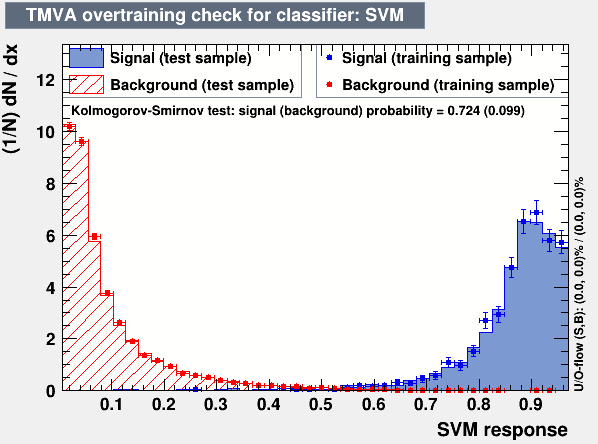 TMVA overtraining check for classifier: SVM
Signal (test sample)
Background (test sample)
Signal (training sample)
Background (training sample)
Kolmogorov-Smirnov test: signal (background) probability = 0.724 (0.099)
(1/N) dN / dx
12
10
8
6
4
2
0
0.1 0.2 0.3 0.4 0.5 0.6 0.7 0.8 0.9
SVM response
U/O-flow (S,B): (0.0, 0.0)% / (0.0, 0.0)%